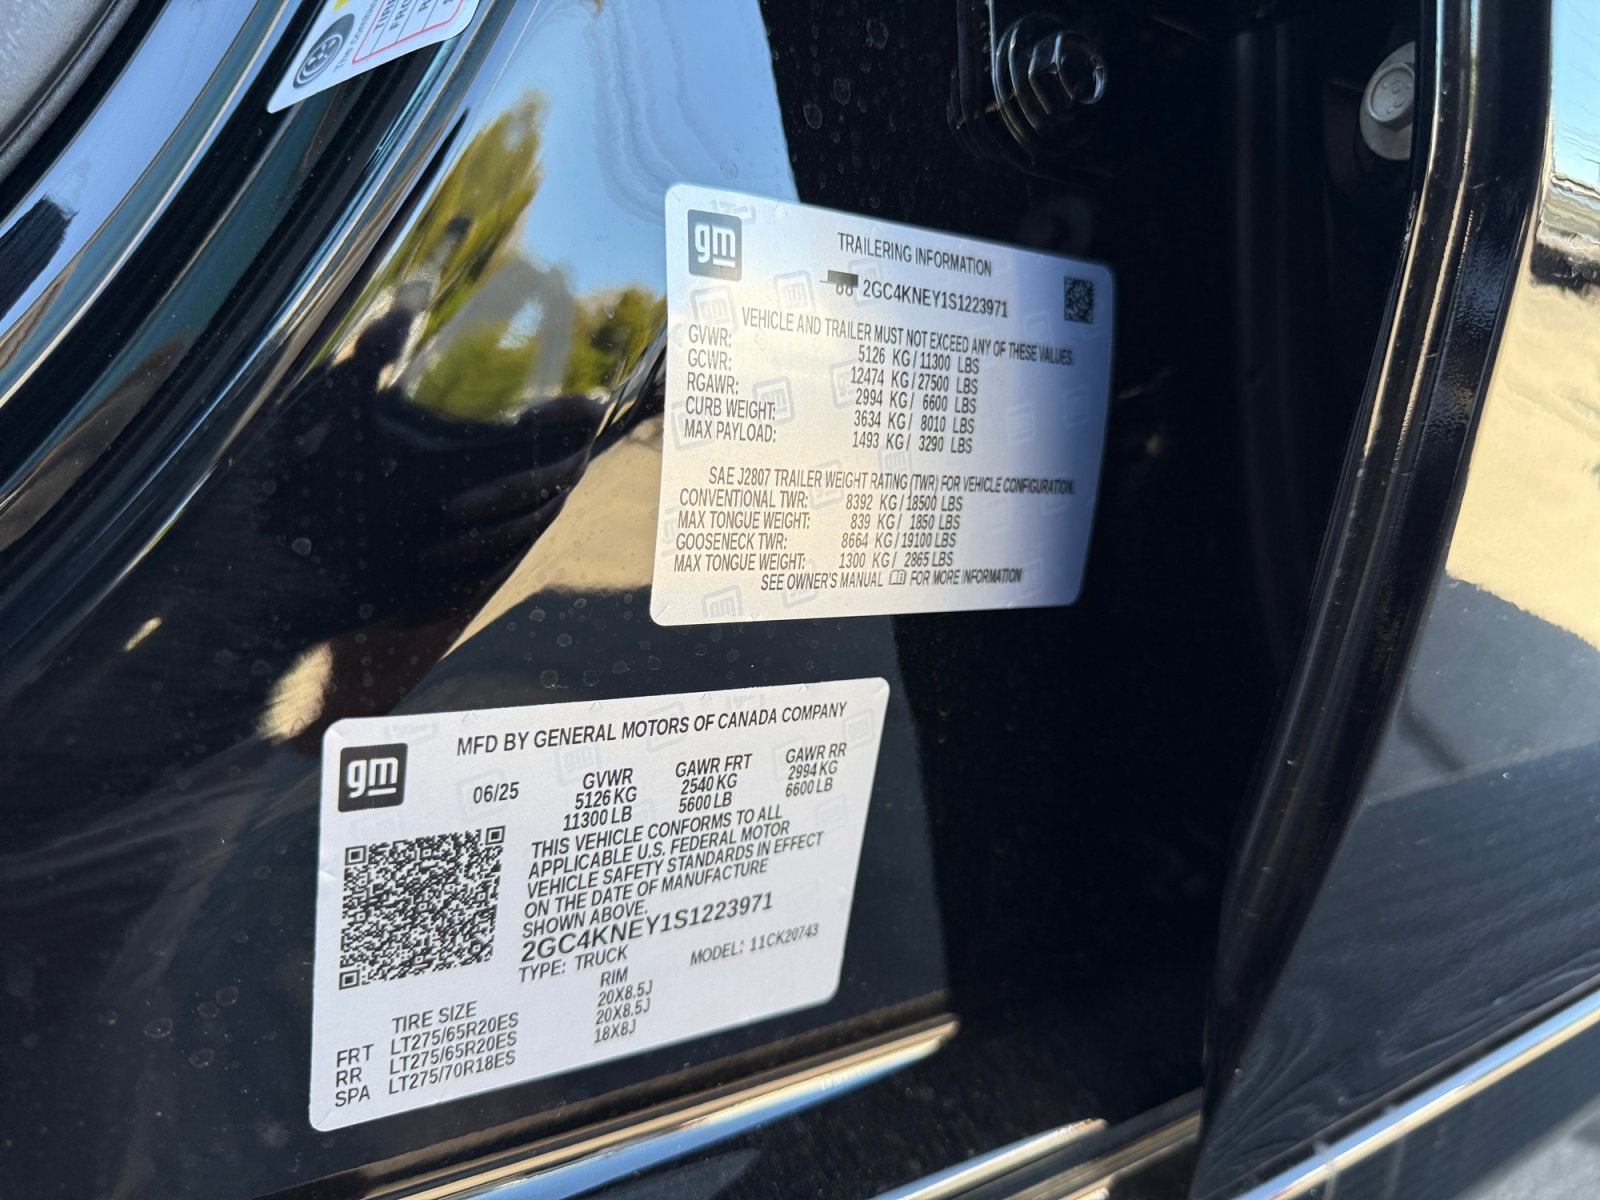 The com
TIRE
FRO
gm
TRAILERING INFORMATION
2GC4KNEY1S1223971
VEHICLE AND TRAILER MUST NOT EXCEED ANY OF THESE VALUES.
GVWR: 5126 KG / 11300 LBS
GCWR: 12474 KG / 27500 LBS
RGAWR: 2994 KG / 6600 LBS
CURB WEIGHT: 3634 KG / 8010 LBS
MAX PAYLOAD: 1493 KG / 3290 LBS
SAE J2807 TRAILER WEIGHT RATING (TWR) FOR VEHICLE CONFIGURATION.
CONVENTIONAL TWR: 8392 KG / 18500 LBS
MAX TONGUE WEIGHT: 839 KG / 1850 LBS
GOOSENECK TWR: 8664 KG / 19100 LBS
MAX TONGUE WEIGHT: 1300 KG / 2865 LBS
SEE OWNER'S MANUAL FOR MORE INFORMATION
gm
MFD BY GENERAL MOTORS OF CANADA COMPANY
06/25 GVWR GAWR FRT GAWR RR
5126 KG 2540 KG 2994 KG
11300 LB 5600 LB 6600 LB
THIS VEHICLE CONFORMS TO ALL
APPLICABLE U.S. FEDERAL MOTOR
VEHICLE SAFETY STANDARDS IN EFFECT
ON THE DATE OF MANUFACTURE
SHOWN ABOVE.
2GC4KNEY1S1223971
TYPE: TRUCK MODEL: 11CK20743
TIRE SIZE RIM
FRT LT275/65R20ES 20X8.5J
RR LT275/65R20ES 20X8.5J
SPA LT275/70R18ES 18X8J